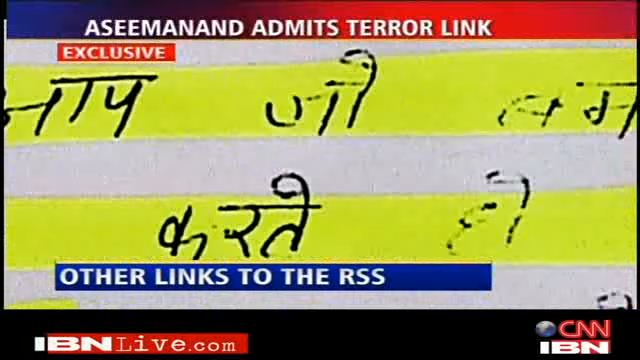 ASEEMANAND ADMITS TERROR LINK
EXCLUSIVE
आप जो
करते हो
OTHER LINKS TO THE RSS
IBNLive.com
CNN
IBN